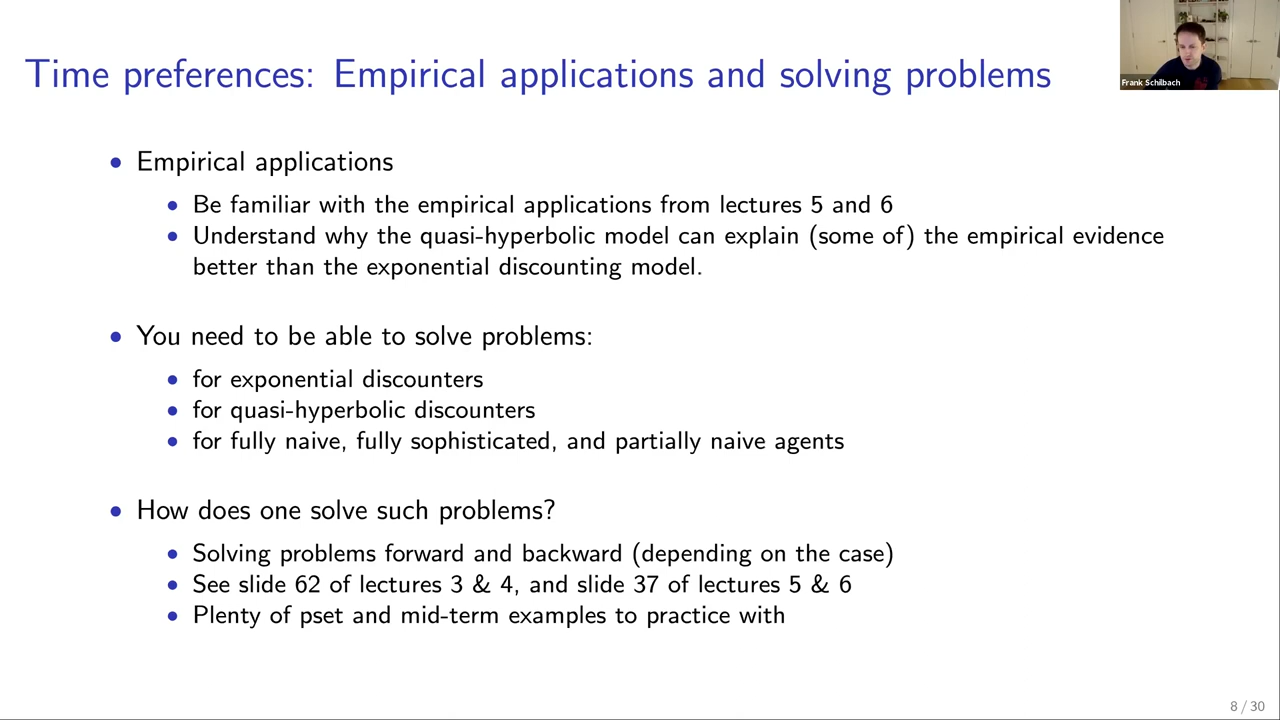 Time preferences: Empirical applications and solving problems
Frank Schilbach
• Empirical applications
• Be familiar with the empirical applications from lectures 5 and 6
• Understand why the quasi-hyperbolic model can explain (some of) the empirical evidence
better than the exponential discounting model.
• You need to be able to solve problems:
• for exponential discounters
• for quasi-hyperbolic discounters
• for fully naive, fully sophisticated, and partially naive agents
• How does one solve such problems?
• Solving problems forward and backward (depending on the case)
• See slide 62 of lectures 3 & 4, and slide 37 of lectures 5 & 6
• Plenty of pset and mid-term examples to practice with
8 / 30